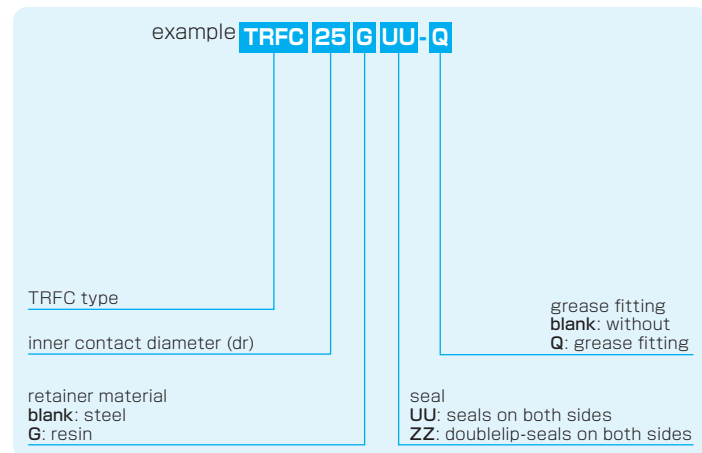 example TRFC 25 G UU - Q
TRFC type
inner contact diameter (dr)
retainer material
blank: steel
G: resin
grease fitting
blank: without
Q: grease fitting
seal
UU: seals on both sides
ZZ: doublelip-seals on both sides